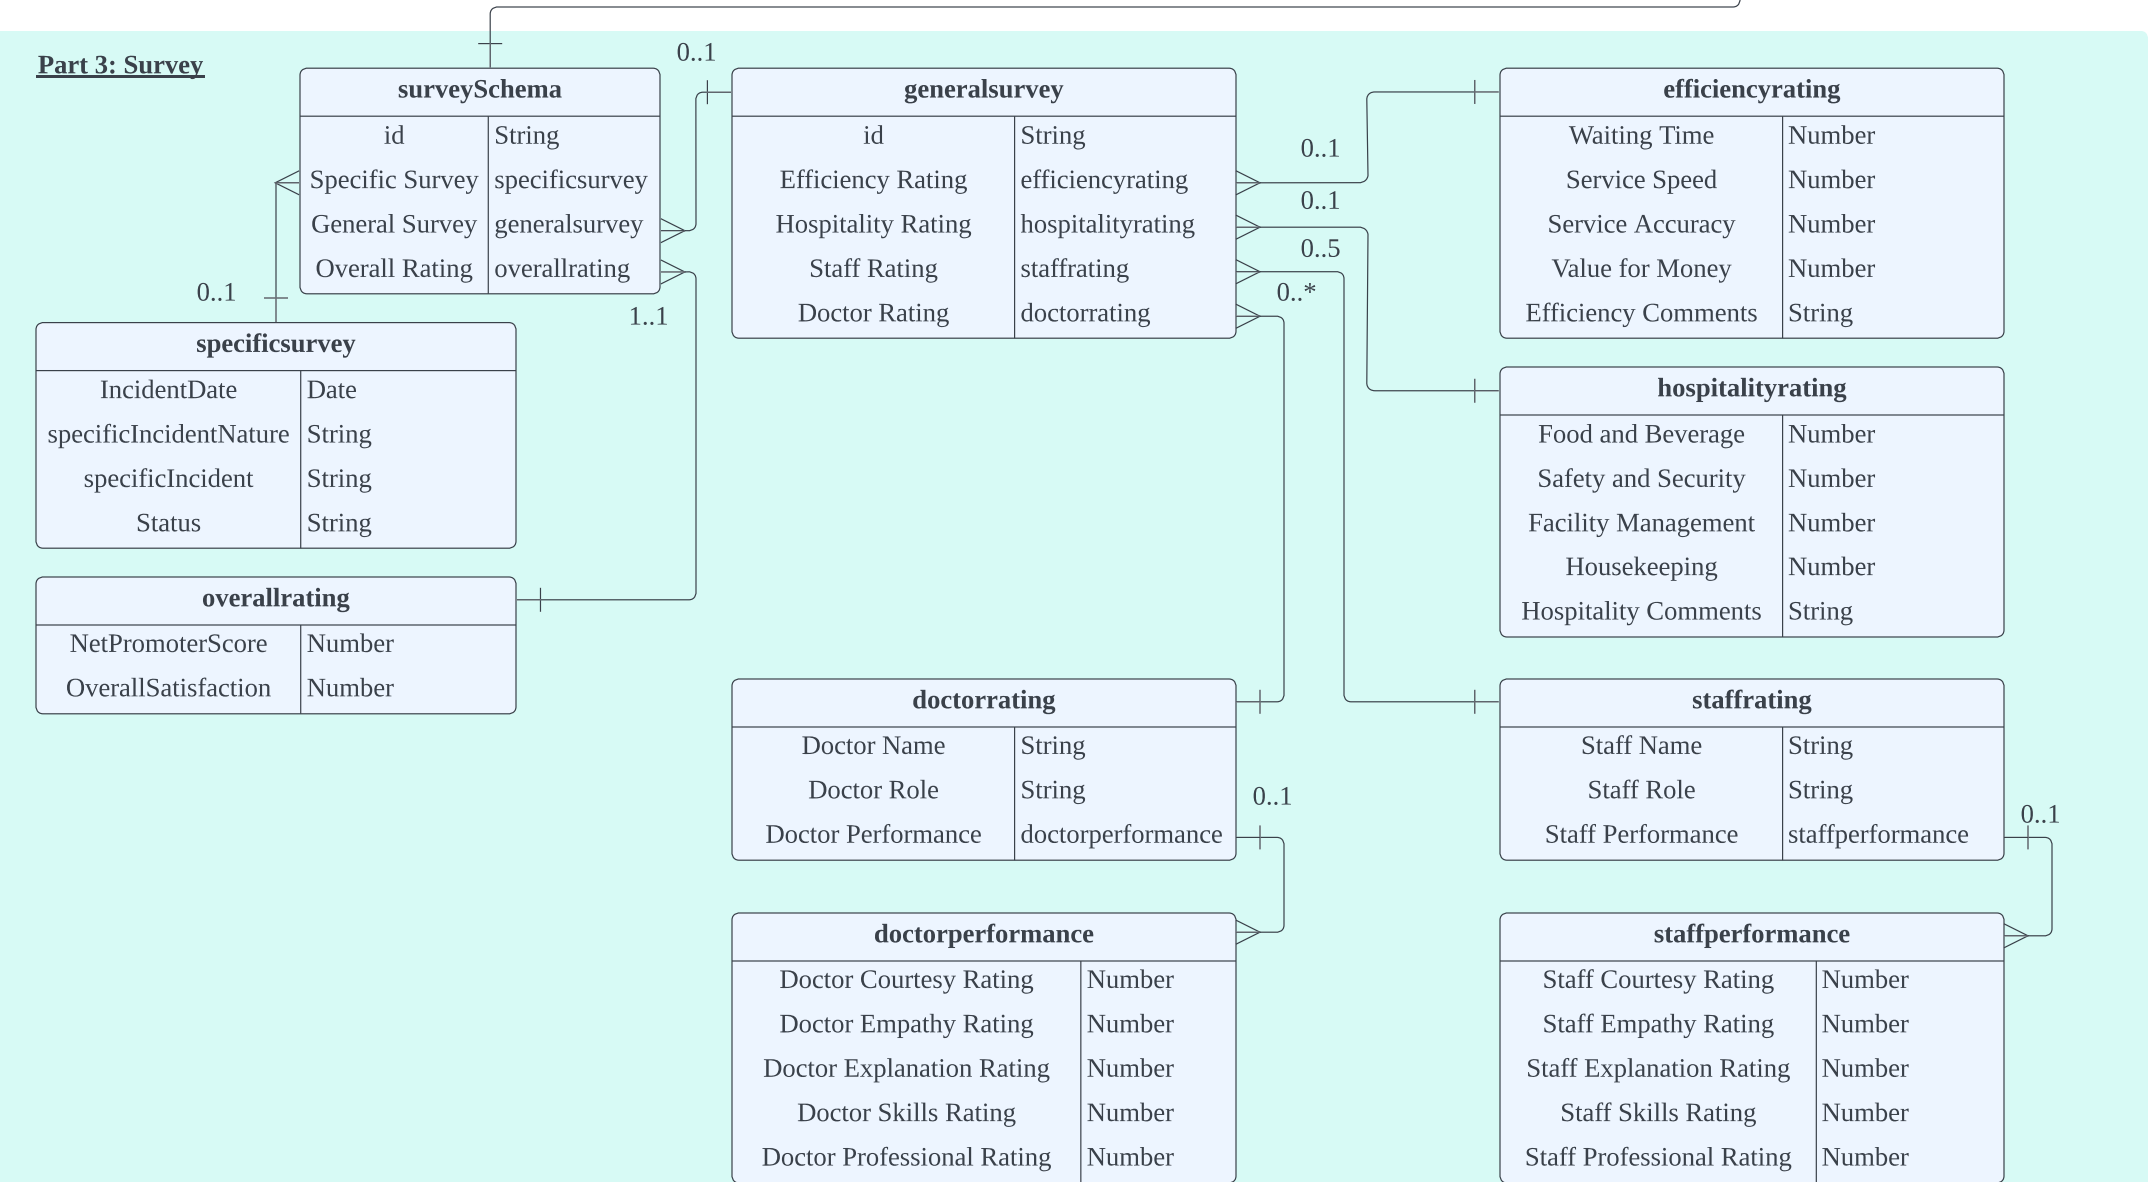 Part 3: Survey
surveySchema
id String
Specific Survey specificsurvey
General Survey generalsurvey
Overall Rating overallrating
0..1
0..1
1..1
specificsurvey
IncidentDate Date
specificIncidentNature String
specificIncident String
Status String
overallrating
NetPromoterScore Number
OverallSatisfaction Number
generalsurvey
id String
Efficiency Rating efficiencyrating
Hospitality Rating hospitalityrating
Staff Rating staffrating
Doctor Rating doctorrating
0..1
0..1
0..5
0..*
efficiencyrating
Waiting Time Number
Service Speed Number
Service Accuracy Number
Value for Money Number
Efficiency Comments String
hospitalityrating
Food and Beverage Number
Safety and Security Number
Facility Management Number
Housekeeping Number
Hospitality Comments String
doctorrating
Doctor Name String
Doctor Role String
Doctor Performance doctorperformance
0..1
doctorperformance
Doctor Courtesy Rating Number
Doctor Empathy Rating Number
Doctor Explanation Rating Number
Doctor Skills Rating Number
Doctor Professional Rating Number
staffrating
Staff Name String
Staff Role String
Staff Performance staffperformance
0..1
staffperformance
Staff Courtesy Rating Number
Staff Empathy Rating Number
Staff Explanation Rating Number
Staff Skills Rating Number
Staff Professional Rating Number